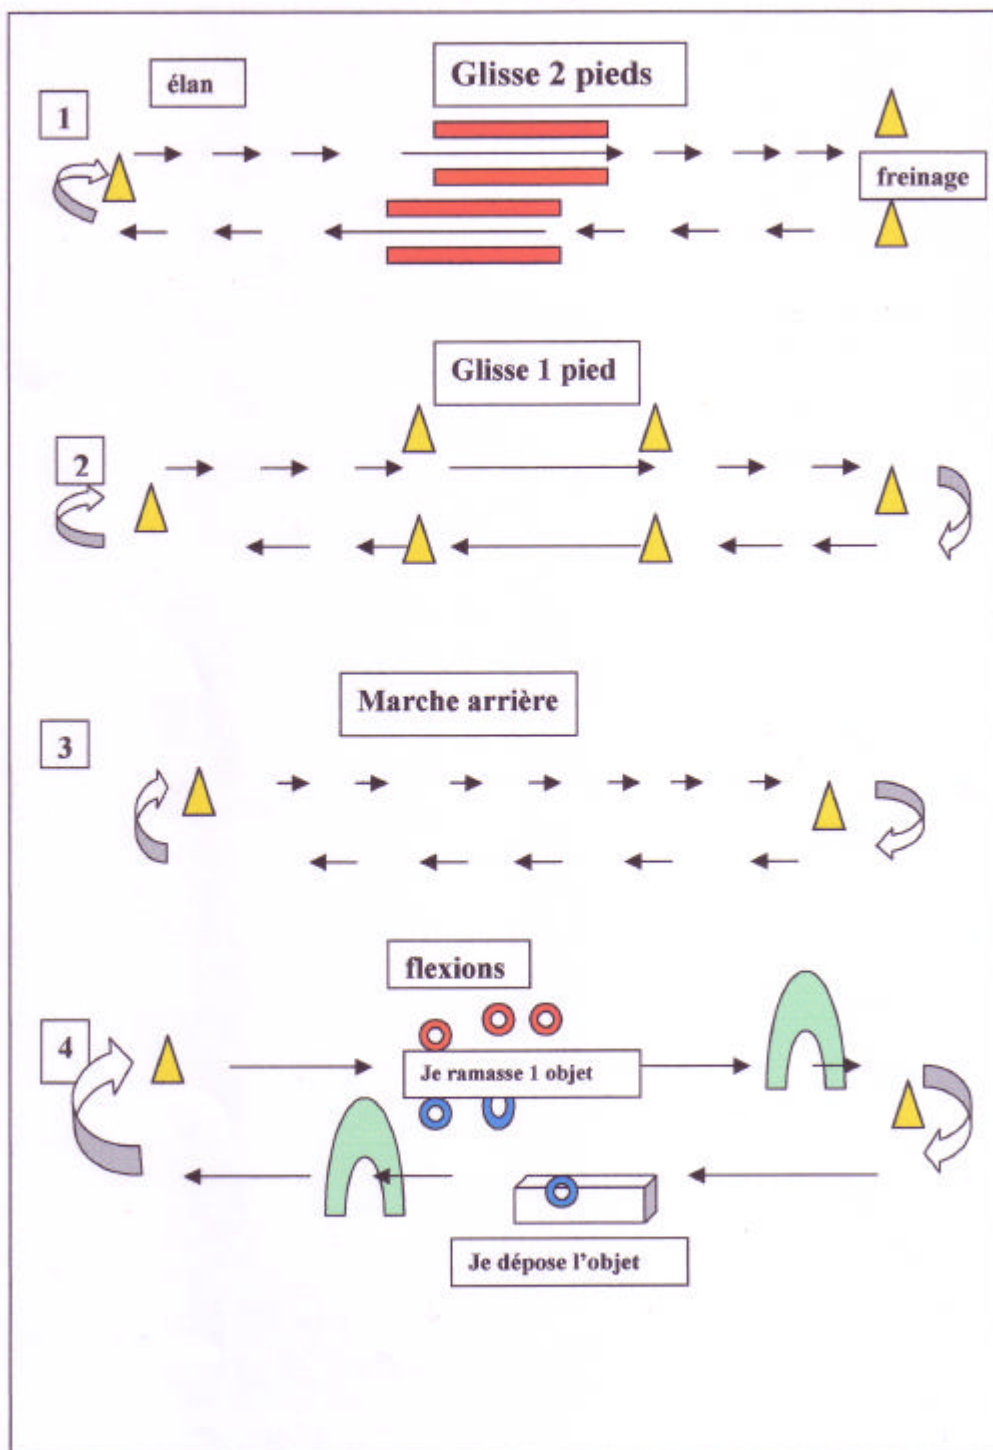 élan
Glisse 2 pieds
1
freinage
Glisse 1 pied
2
Marche arrière
3
flexions
4
Je ramasse 1 objet
Je dépose l'objet